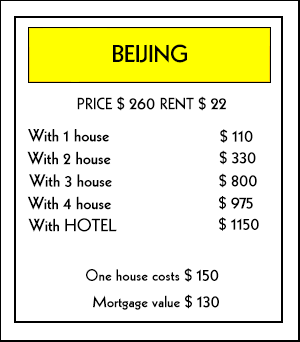 BEIJING
PRICE $ 260 RENT $ 22
With 1 house $ 110
With 2 house $ 330
With 3 house $ 800
With 4 house $ 975
With HOTEL $ 1150
One house costs $ 150
Mortgage value $ 130